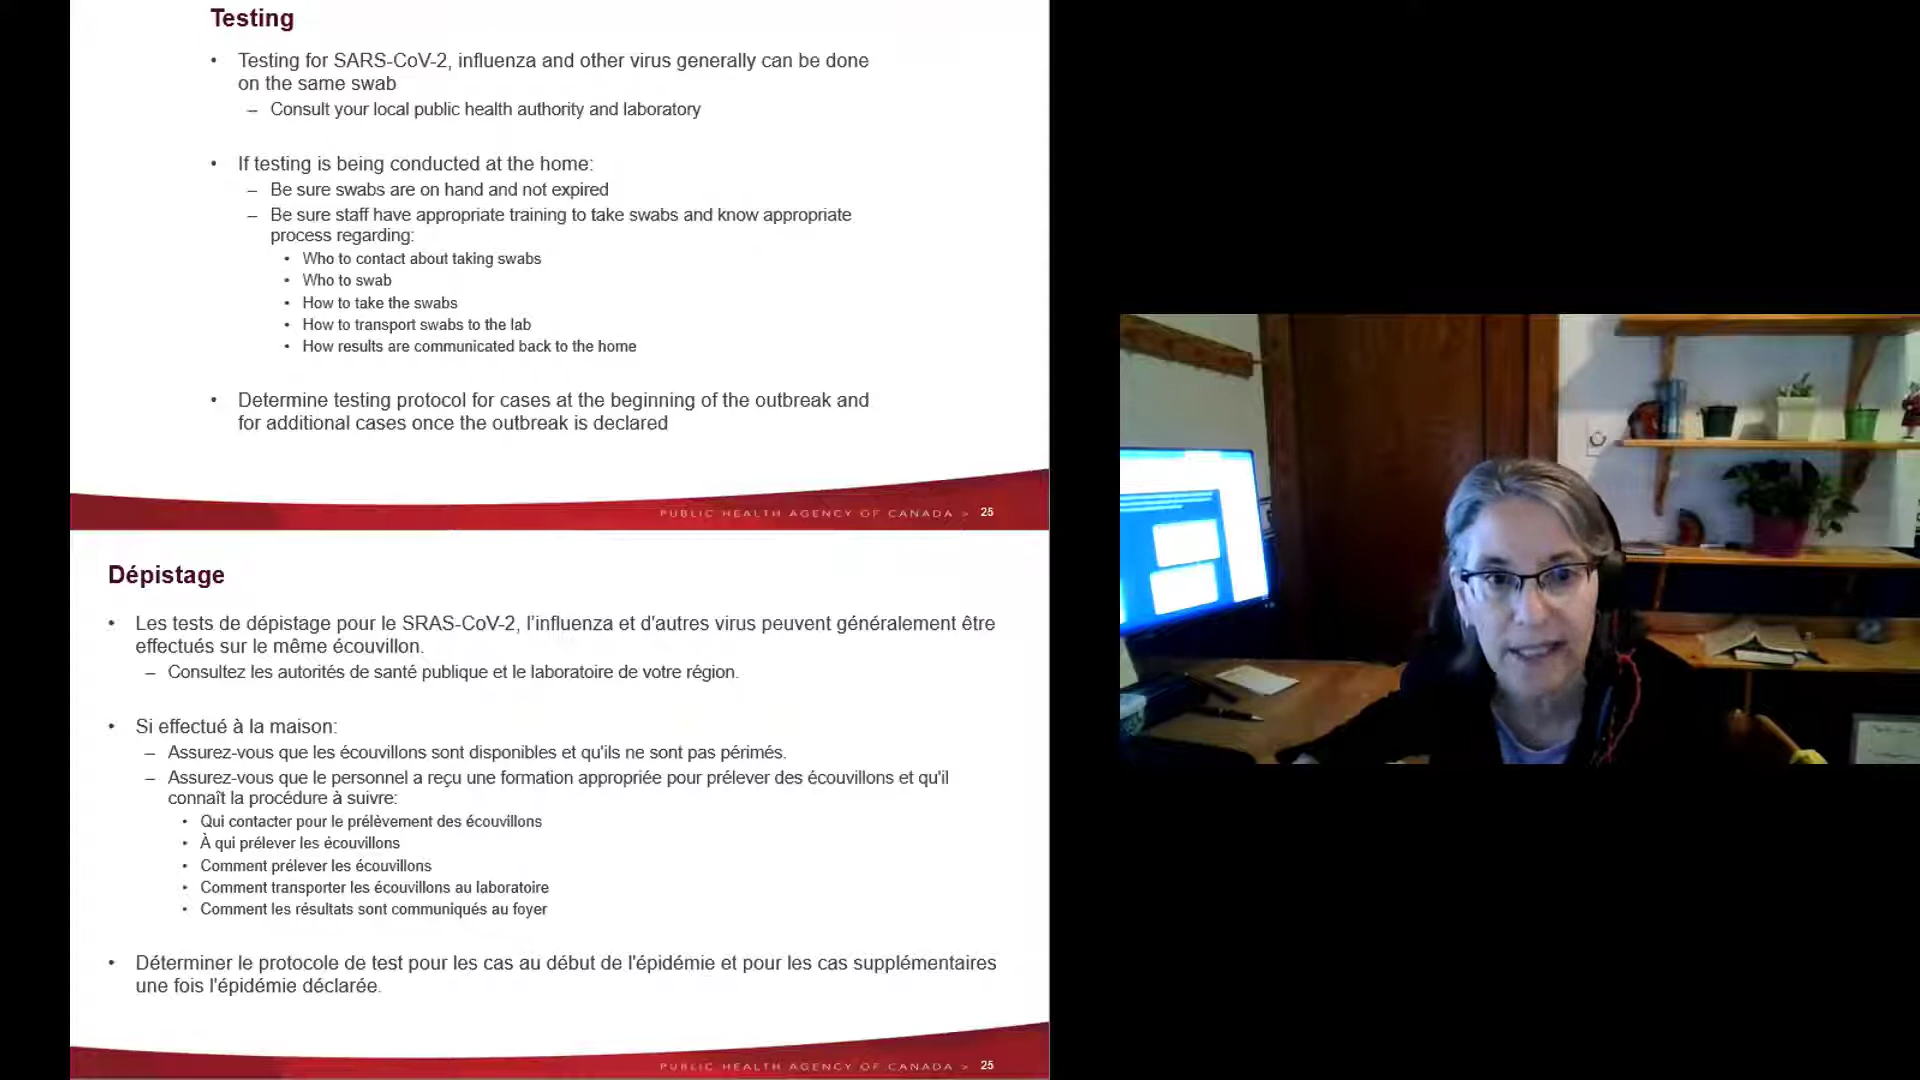 Testing
• Testing for SARS-CoV-2, influenza and other virus generally can be done
on the same swab
– Consult your local public health authority and laboratory
• If testing is being conducted at the home:
– Be sure swabs are on hand and not expired
– Be sure staff have appropriate training to take swabs and know appropriate
process regarding:
• Who to contact about taking swabs
• Who to swab
• How to take the swabs
• How to transport swabs to the lab
• How results are communicated back to the home
• Determine testing protocol for cases at the beginning of the outbreak and
for additional cases once the outbreak is declared
PUBLIC HEALTH AGENCY OF CANADA > 25
Dépistage
• Les tests de dépistage pour le SRAS-CoV-2, l'influenza et d'autres virus peuvent généralement être
effectués sur le même écouvillon.
– Consultez les autorités de santé publique et le laboratoire de votre région.
• Si effectué à la maison:
– Assurez-vous que les écouvillons sont disponibles et qu'ils ne sont pas périmés.
– Assurez-vous que le personnel a reçu une formation appropriée pour prélever des écouvillons et qu'il
connaît la procédure à suivre:
• Qui contacter pour le prélèvement des écouvillons
• À qui prélever les écouvillons
• Comment prélever les écouvillons
• Comment transporter les écouvillons au laboratoire
• Comment les résultats sont communiqués au foyer
• Déterminer le protocole de test pour les cas au début de l'épidémie et pour les cas supplémentaires
une fois l'épidémie déclarée.
PUBLIC HEALTH AGENCY OF CANADA > 25